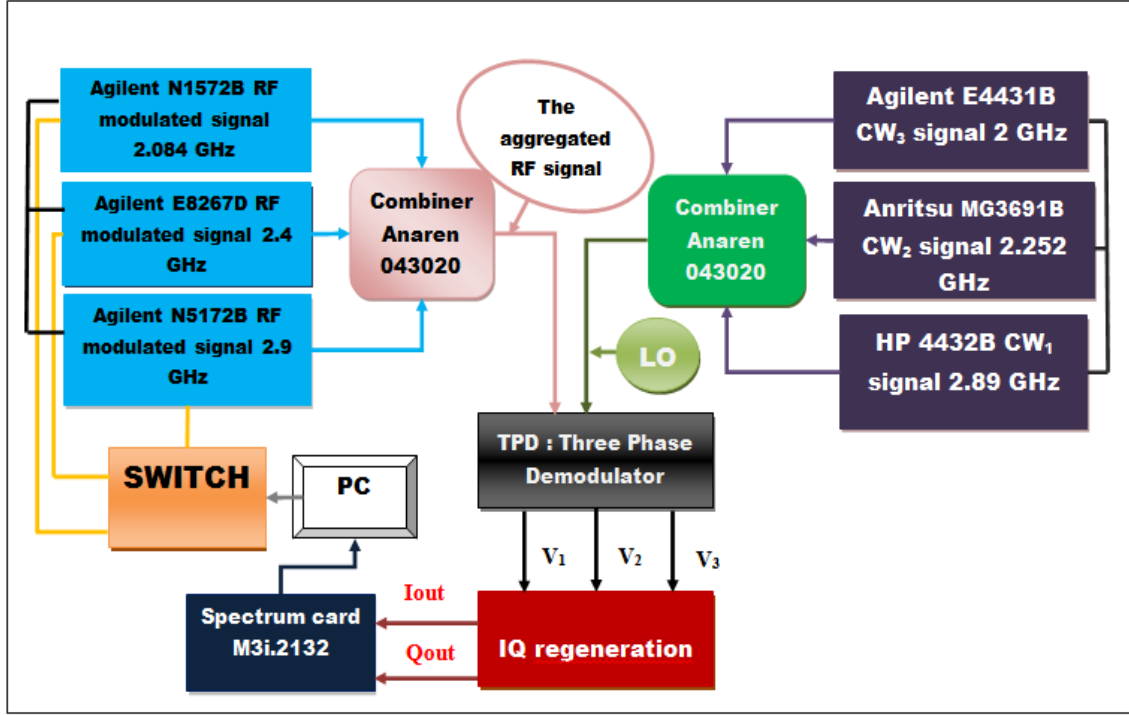 Agilent N1572B RF
modulated signal
2.084 GHz
Agilent E8267D RF
modulated signal 2.4
GHz
Agilent N5172B RF
modulated signal 2.9
GHz
Combiner
Anaren
043020
The
aggregated
RF signal
Combiner
Anaren
043020
Agilent E4431B
CW₃ signal 2 GHz
Anritsu MG3691B
CW₂ signal 2.252
GHz
HP 4432B CW₁
signal 2.89 GHz
LO
TPD : Three Phase
Demodulator
SWITCH
PC
V₁
V₂
V₃
Iout
Qout
Spectrum card
M3i.2132
IQ regeneration